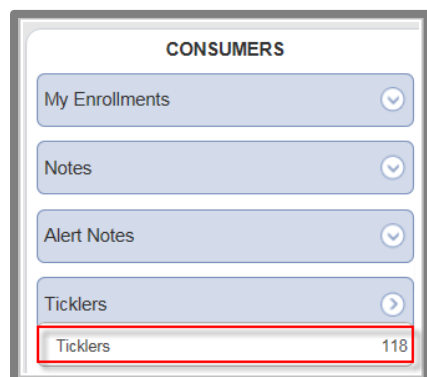 CONSUMERS
My Enrollments
Notes
Alert Notes
Ticklers
Ticklers 118